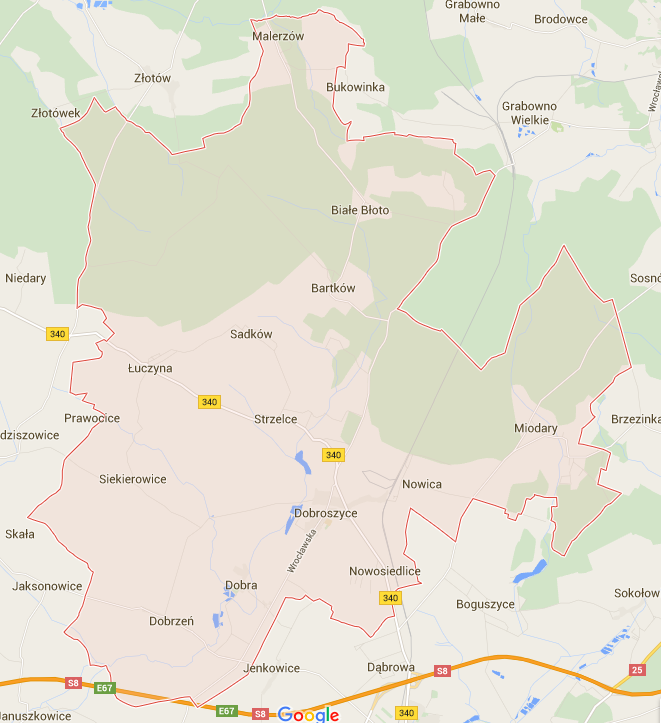 Grabowno
Małe
Brodowce
Malerzów
Złotów
Bukowinka
Wrocławs
Złotówek
Grabowno
Wielkie
Białe Błoto
Niedary
Bartków
Sosnó
340
Sadków
Łuczyna
340
Prawocice
Strzelce
Brzezinka
Miodary
dziszowice
340
Siekierowice
Nowica
Dobroszyce
Skała
Wrocławska
Nowosiedlice
Jaksonowice
Dobra
Sokołow
340
Boguszyce
Dobrzeń
Jenkowice
Dąbrowa
S8
25
S8
E67
E67
S8
340
Januszkowice
Google